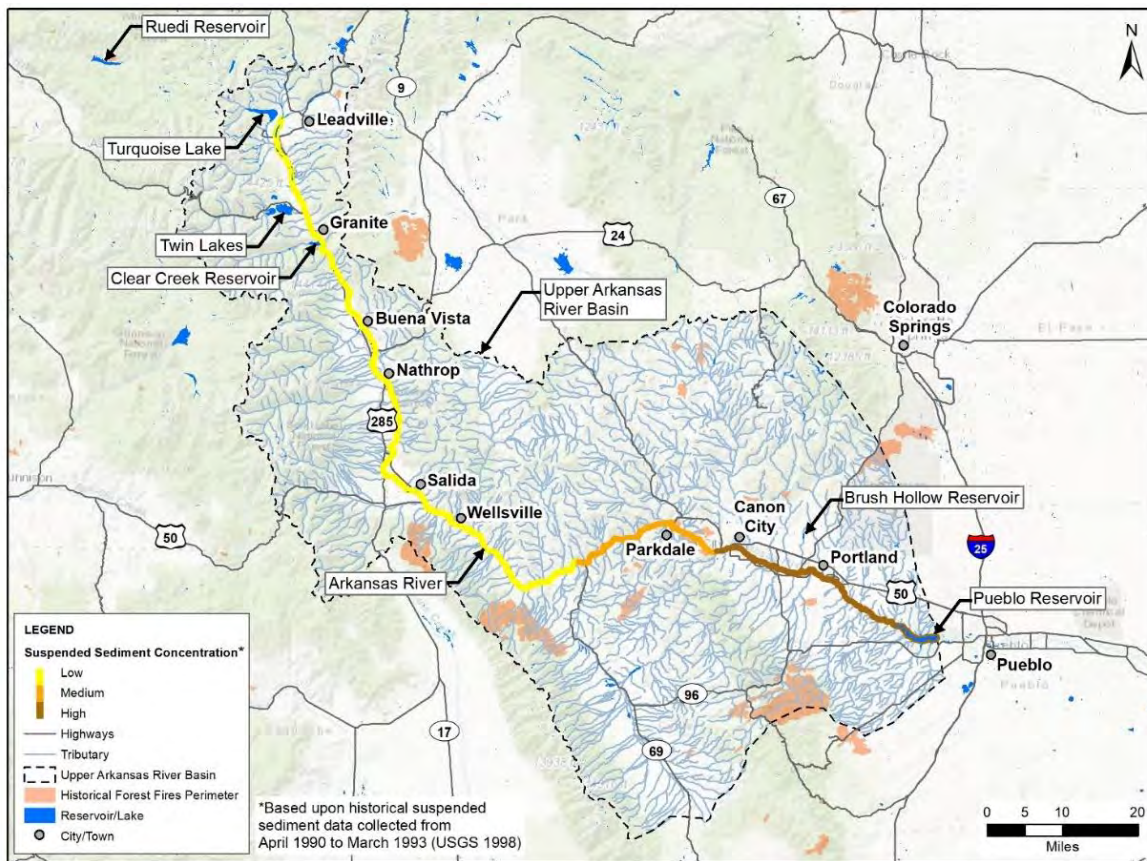 Ruedi Reservoir
N
9
Leadville
Turquoise Lake
67
Granite
Twin Lakes
Park
24
Clear Creek Reservoir
Upper Arkansas
River Basin
Colorado
Springs
El Paso
Buena Vista
Nathrop
285
Salida
Brush Hollow Reservoir
Canon
City
Wellsville
50
25
Parkdale
Portland
Arkansas River
50
Pueblo Reservoir
Pueblo
Pueblo
96
17
69
LEGEND
Suspended Sediment Concentration*
Low
Medium
High
Highways
Tributary
Upper Arkansas River Basin
Historical Forest Fires Perimeter
Reservoir/Lake
City/Town
*Based upon historical suspended
sediment data collected from
April 1990 to March 1993 (USGS 1998)
0 10 20
Miles